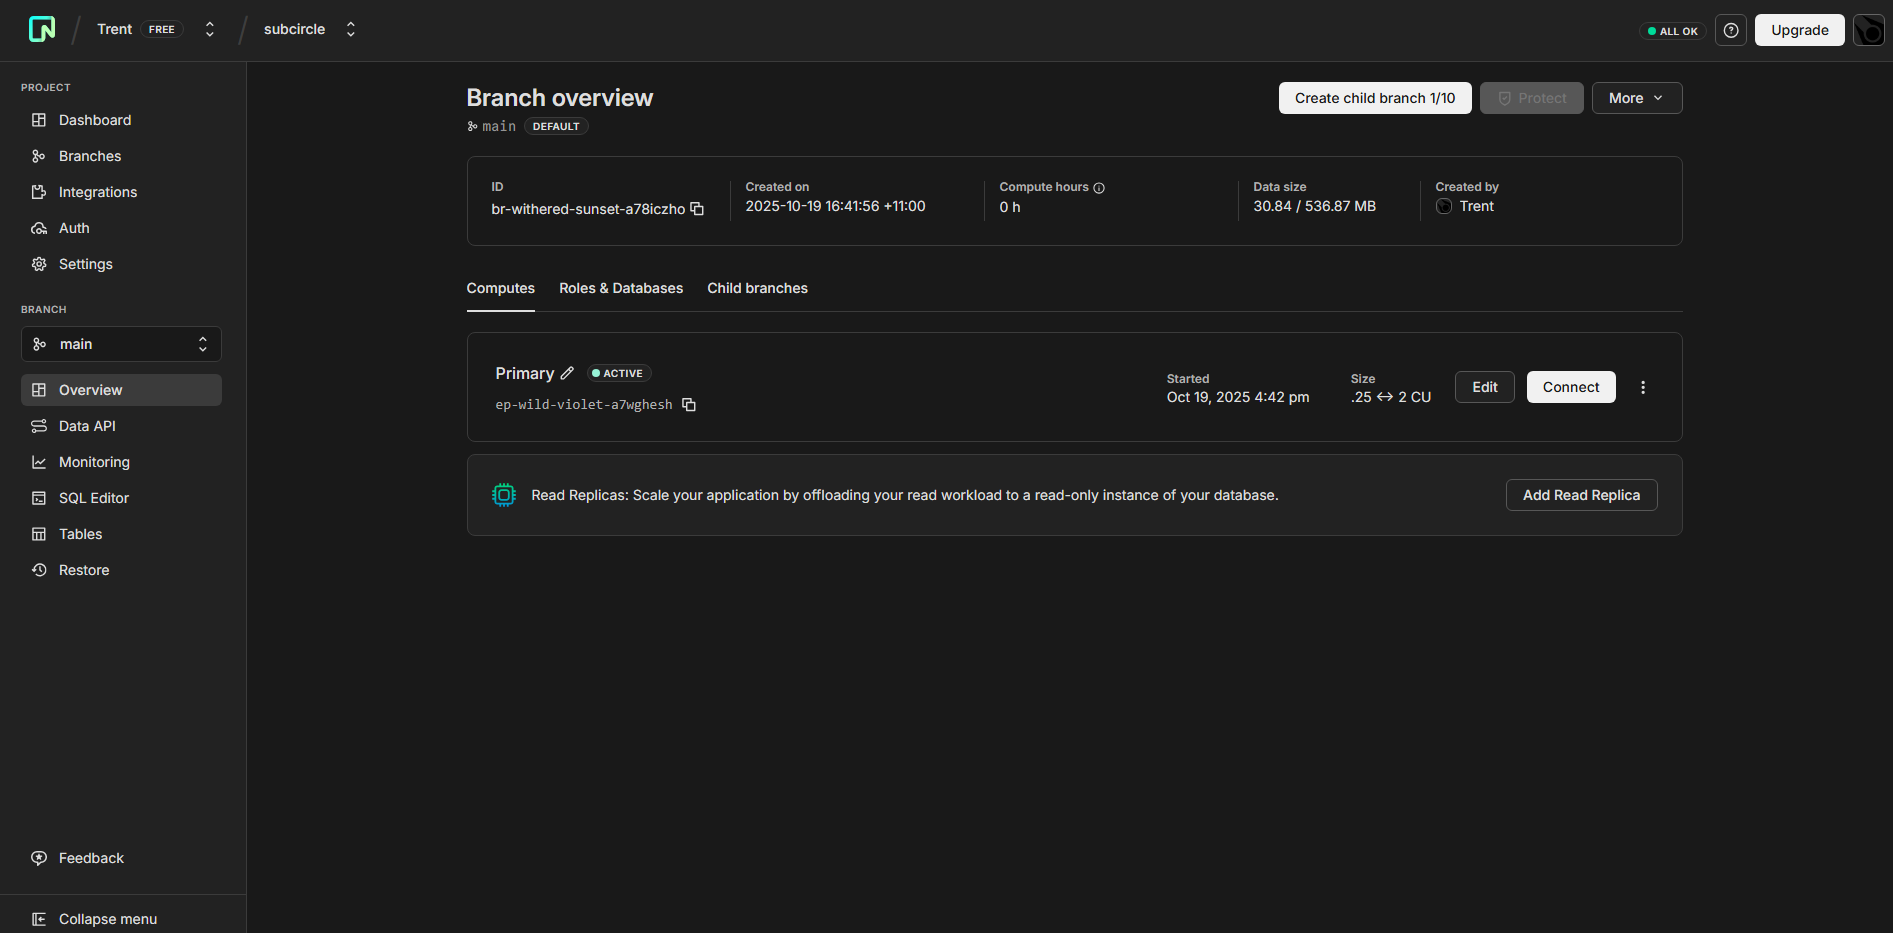 Trent FREE subcircle ALL OK Upgrade
PROJECT
Dashboard
Branches
Integrations
Auth
Settings
BRANCH
main
Overview
Data API
Monitoring
SQL Editor
Tables
Restore
Feedback
Collapse menu
Branch overview
main DEFAULT
Create child branch 1/10 Protect More
ID
br-withered-sunset-a78iczho
Created on
2025-10-19 16:41:56 +11:00
Compute hours
0 h
Data size
30.84 / 536.87 MB
Created by
Trent
Computes Roles & Databases Child branches
Primary ACTIVE
ep-wild-violet-a7wghesh
Started
Oct 19, 2025 4:42 pm
Size
.25 <-> 2 CU
Edit Connect
Read Replicas: Scale your application by offloading your read workload to a read-only instance of your database.
Add Read Replica